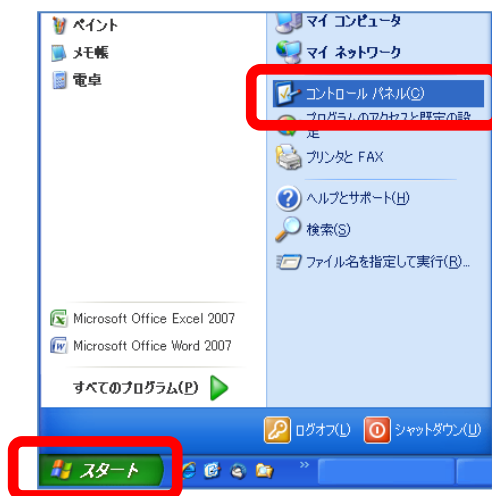 ペイント
メモ帳
電卓
Microsoft Office Excel 2007
Microsoft Office Word 2007
すべてのプログラム(P)
マイ コンピュータ
マイ ネットワーク
コントロール パネル(C)
プログラムのアクセスと既定の設
定
プリンタと FAX
ヘルプとサポート(H)
検索(S)
ファイル名を指定して実行(R)...
ログオフ(L)
シャットダウン(U)
スタート